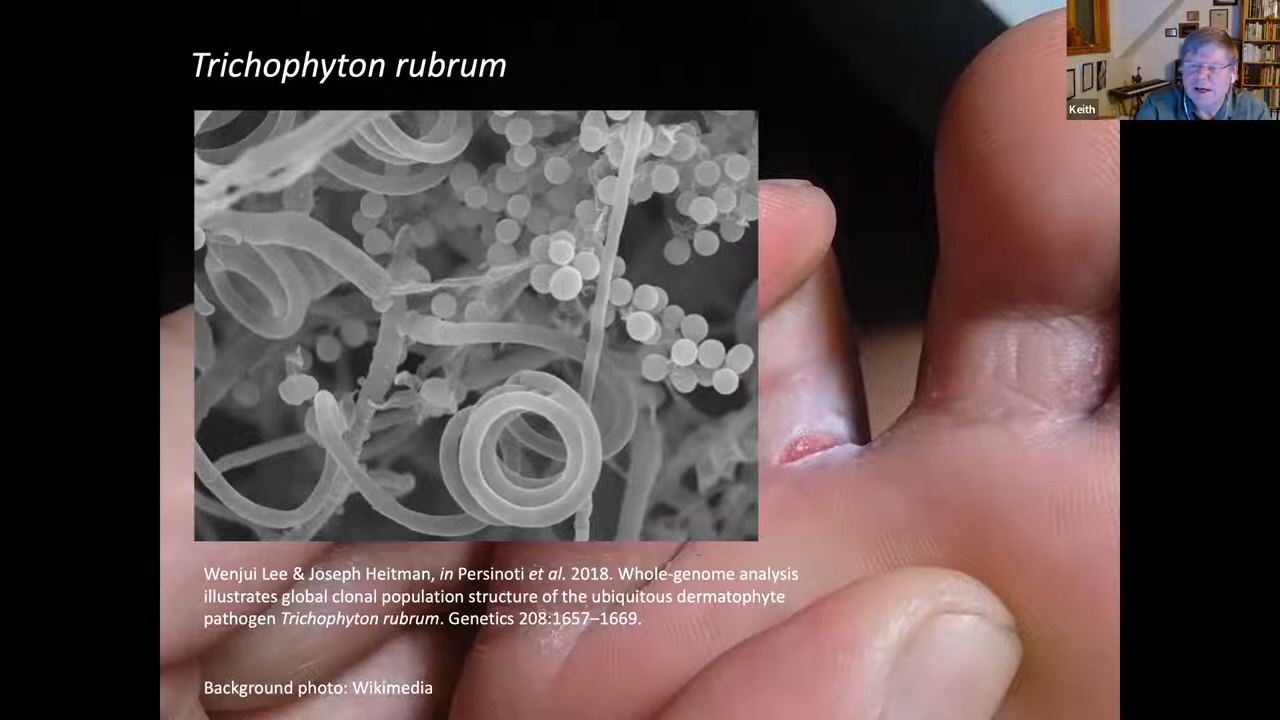 Trichophyton rubrum
Keith
Wenjui Lee & Joseph Heitman, in Persinoti et al. 2018. Whole-genome analysis
illustrates global clonal population structure of the ubiquitous dermatophyte
pathogen Trichophyton rubrum. Genetics 208:1657–1669.
Background photo: Wikimedia